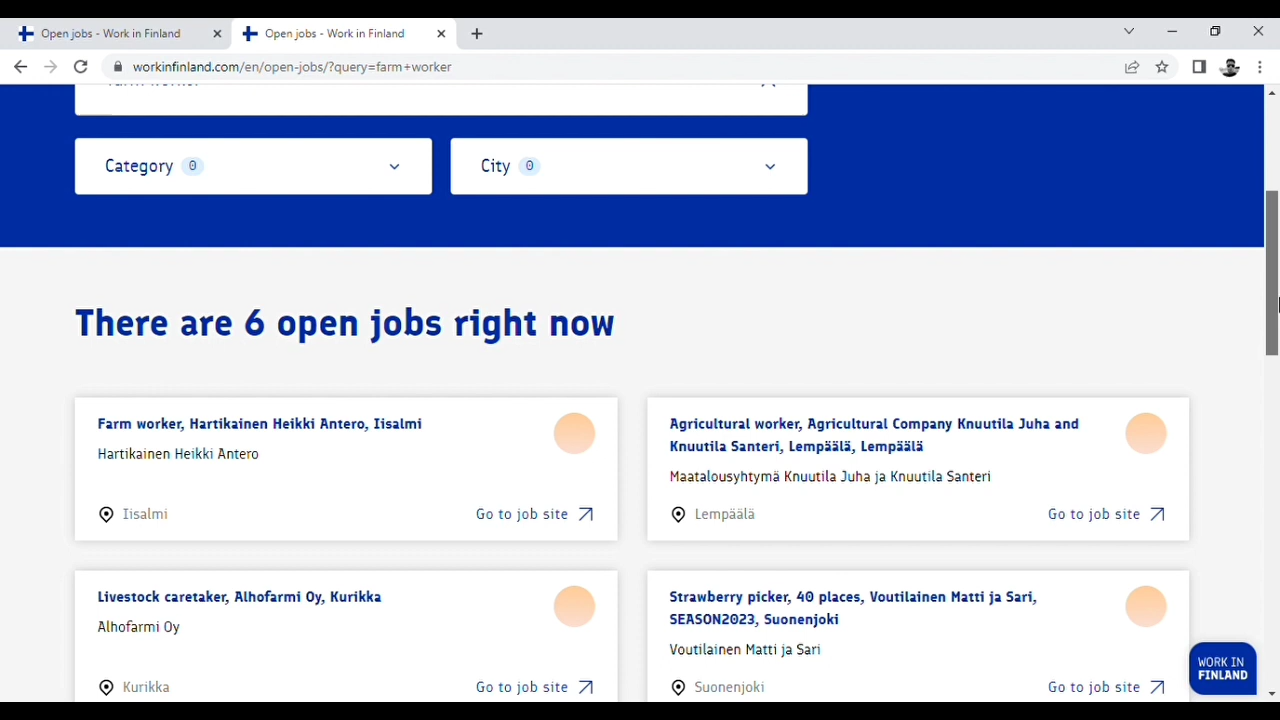 Open jobs - Work in Finland
Open jobs - Work in Finland
workinfinland.com/en/open-jobs/?query=farm+worker
Category 0
City 0
There are 6 open jobs right now
Farm worker, Hartikainen Heikki Antero, Iisalmi
Hartikainen Heikki Antero
Iisalmi
Go to job site
Agricultural worker, Agricultural Company Knuutila Juha and
Knuutila Santeri, Lempäälä, Lempäälä
Maatalousyhtymä Knuutila Juha ja Knuutila Santeri
Lempäälä
Go to job site
Livestock caretaker, Alhofarmi Oy, Kurikka
Alhofarmi Oy
Kurikka
Go to job site
Strawberry picker, 40 places, Voutilainen Matti ja Sari,
SEASON2023, Suonenjoki
Voutilainen Matti ja Sari
Suonenjoki
Go to job site
WORK IN
FINLAND